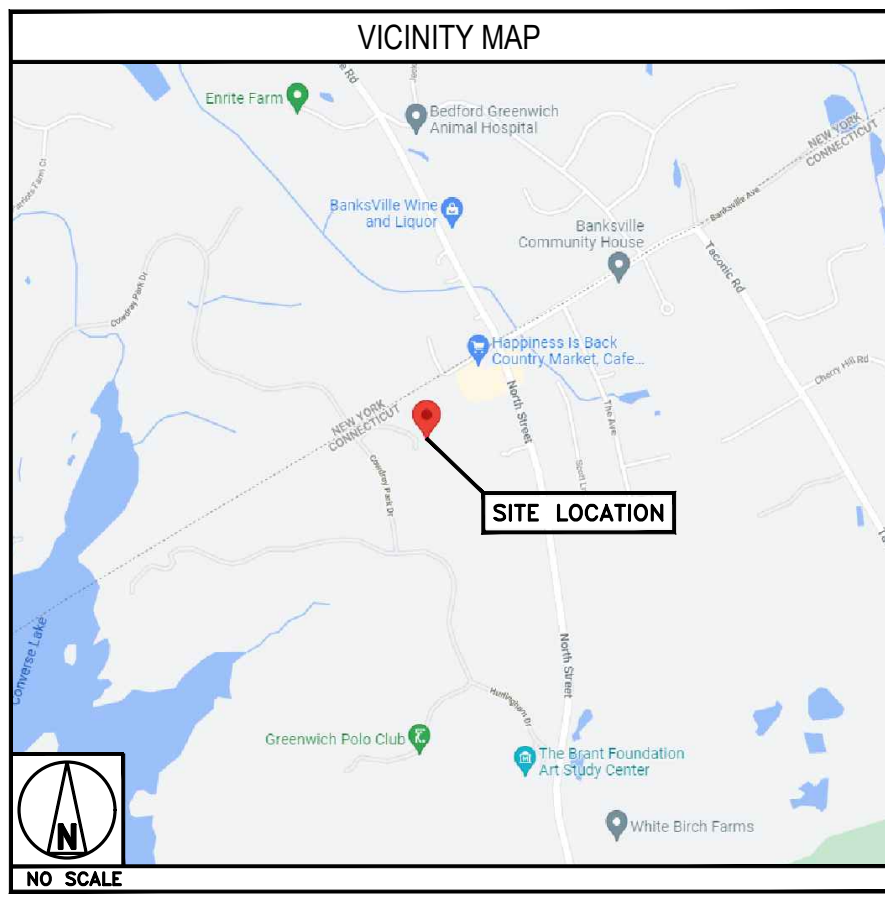 VICINITY MAP
Enrite Farm
Bedford Greenwich
Animal Hospital
NEW YORK
CONNECTICUT
BanksVille Wine
and Liquor
Banksville Ave
Banksville
Community House
Taconic Rd
Cowdray Park Dr
Happiness Is Back
Country Market, Cafe...
Cherry Hill Rd
North Street
The Ave
NEW YORK
CONNECTICUT
Cowdray Park Dr
SITE LOCATION
Converse Lake
North Street
Hurlingham Dr
Greenwich Polo Club
The Brant Foundation
Art Study Center
White Birch Farms
N
NO SCALE